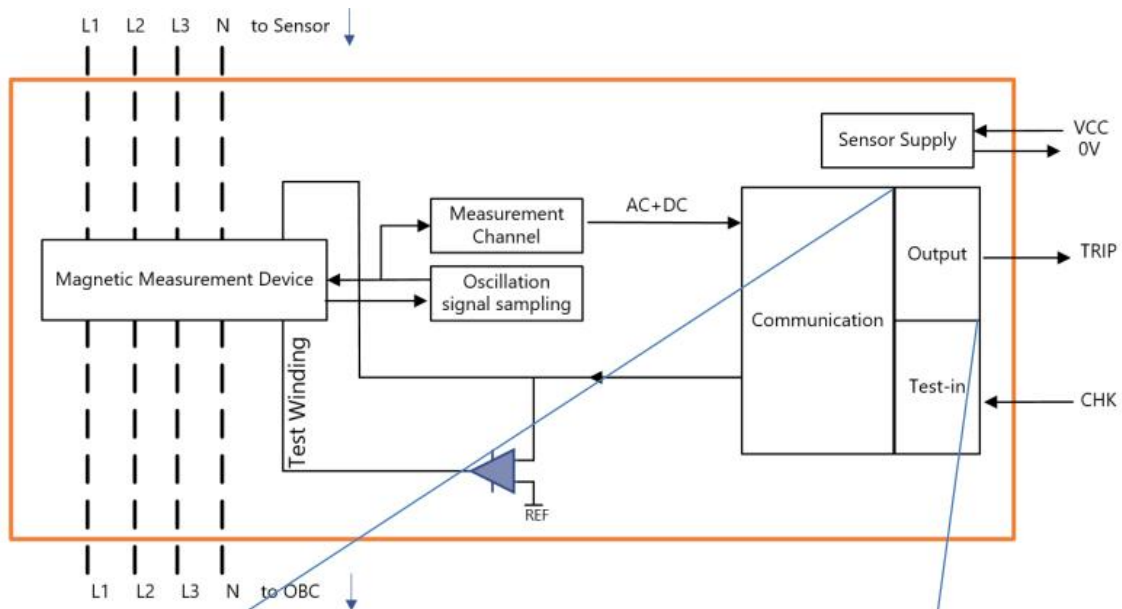 L1 L2 L3 N to Sensor
VCC
Sensor Supply
0V
Measurement
Channel
AC+DC
Magnetic Measurement Device
Oscillation
signal sampling
Output
TRIP
Communication
Test Winding
Test-in
CHK
REF
L1 L2 L3 N to OBC